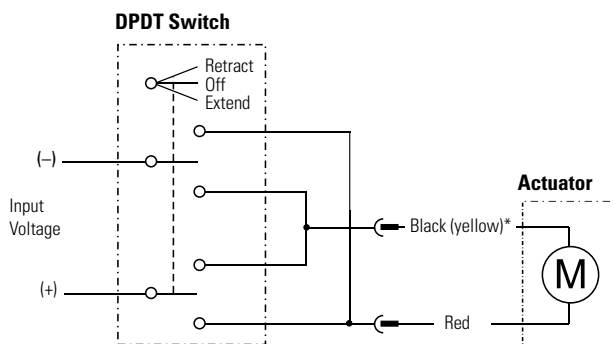 DPDT Switch
Retract
Off
Extend
(–)
Input
Voltage
(+)
Actuator
Black (yellow)*
M
Red